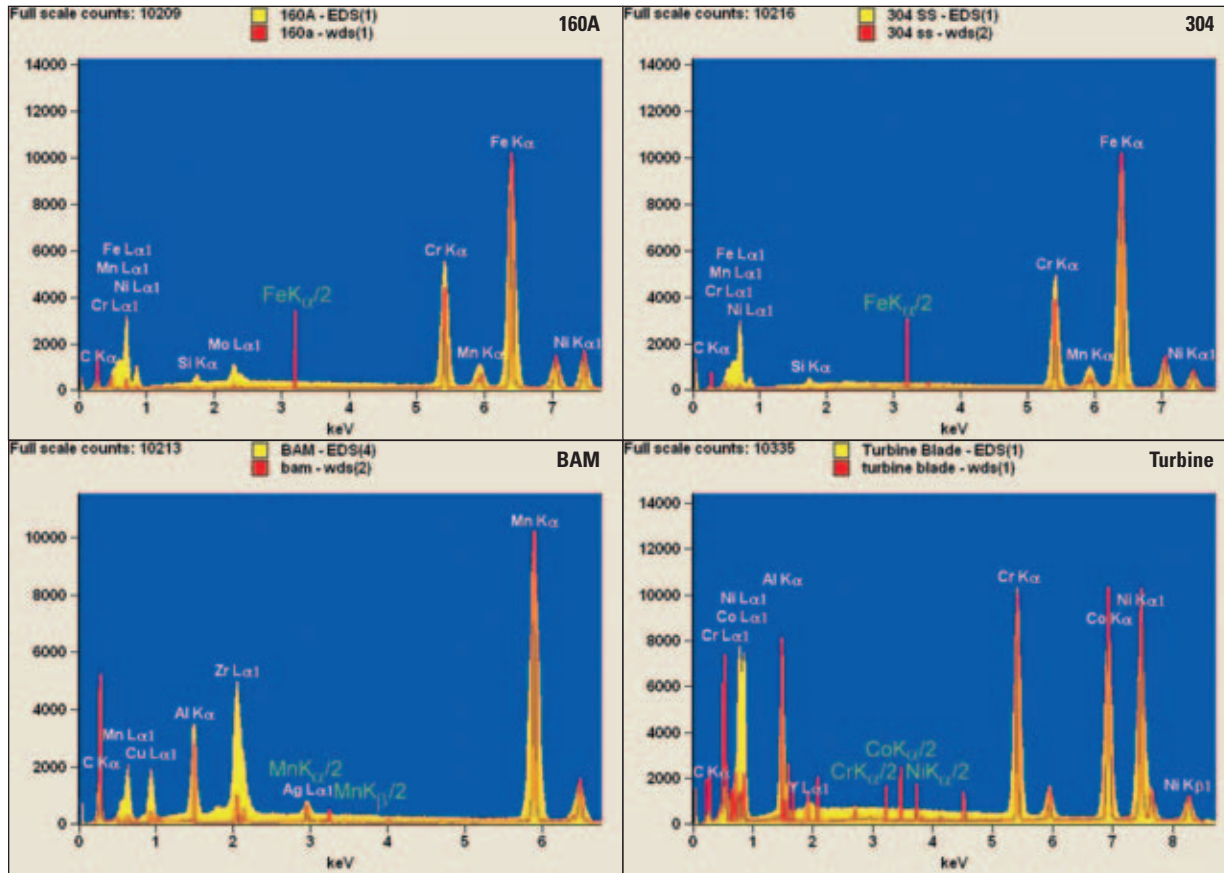 Full scale counts: 10209
160A - EDS(1)
160a - wds(1)
160A
14000
12000
10000
8000
6000
4000
2000
0
Fe Kα
Cr Kα
Fe Lα1
Mn Lα1
Ni Lα1
Cr Lα1
FeKα/2
C Kα
Si Kα
Mo Lα1
Mn Kα
Ni Kα1
0 1 2 3 4 5 6 7
keV
Full scale counts: 10216
304 SS - EDS(1)
304 ss - wds(2)
304
14000
12000
10000
8000
6000
4000
2000
0
Fe Kα
Fe Lα1
Mn Lα1
Cr Lα1
Ni Lα1
Cr Kα
FeKα/2
C Kα
Si Kα
Mn Kα
Ni Kα1
0 1 2 3 4 5 6 7
keV
Full scale counts: 10213
BAM - EDS(4)
bam - wds(2)
BAM
10000
8000
6000
4000
2000
0
Mn Kα
Zr Lα1
Al Kα
Mn Lα1
Cu Lα1
C Kα
MnKα/2
Ag Lα1
MnKβ/2
0 1 2 3 4 5 6
keV
Full scale counts: 10335
Turbine Blade - EDS(1)
turbine blade - wds(1)
Turbine
14000
12000
10000
8000
6000
4000
2000
0
Al Kα
Cr Kα
Ni Lα1
Co Lα1
Cr Lα1
Ni Kα1
Co Kα
CoKα/2
CrKα/2
NiKα/2
C Kα
Y Lα1
Ni Kβ1
0 1 2 3 4 5 6 7 8
keV